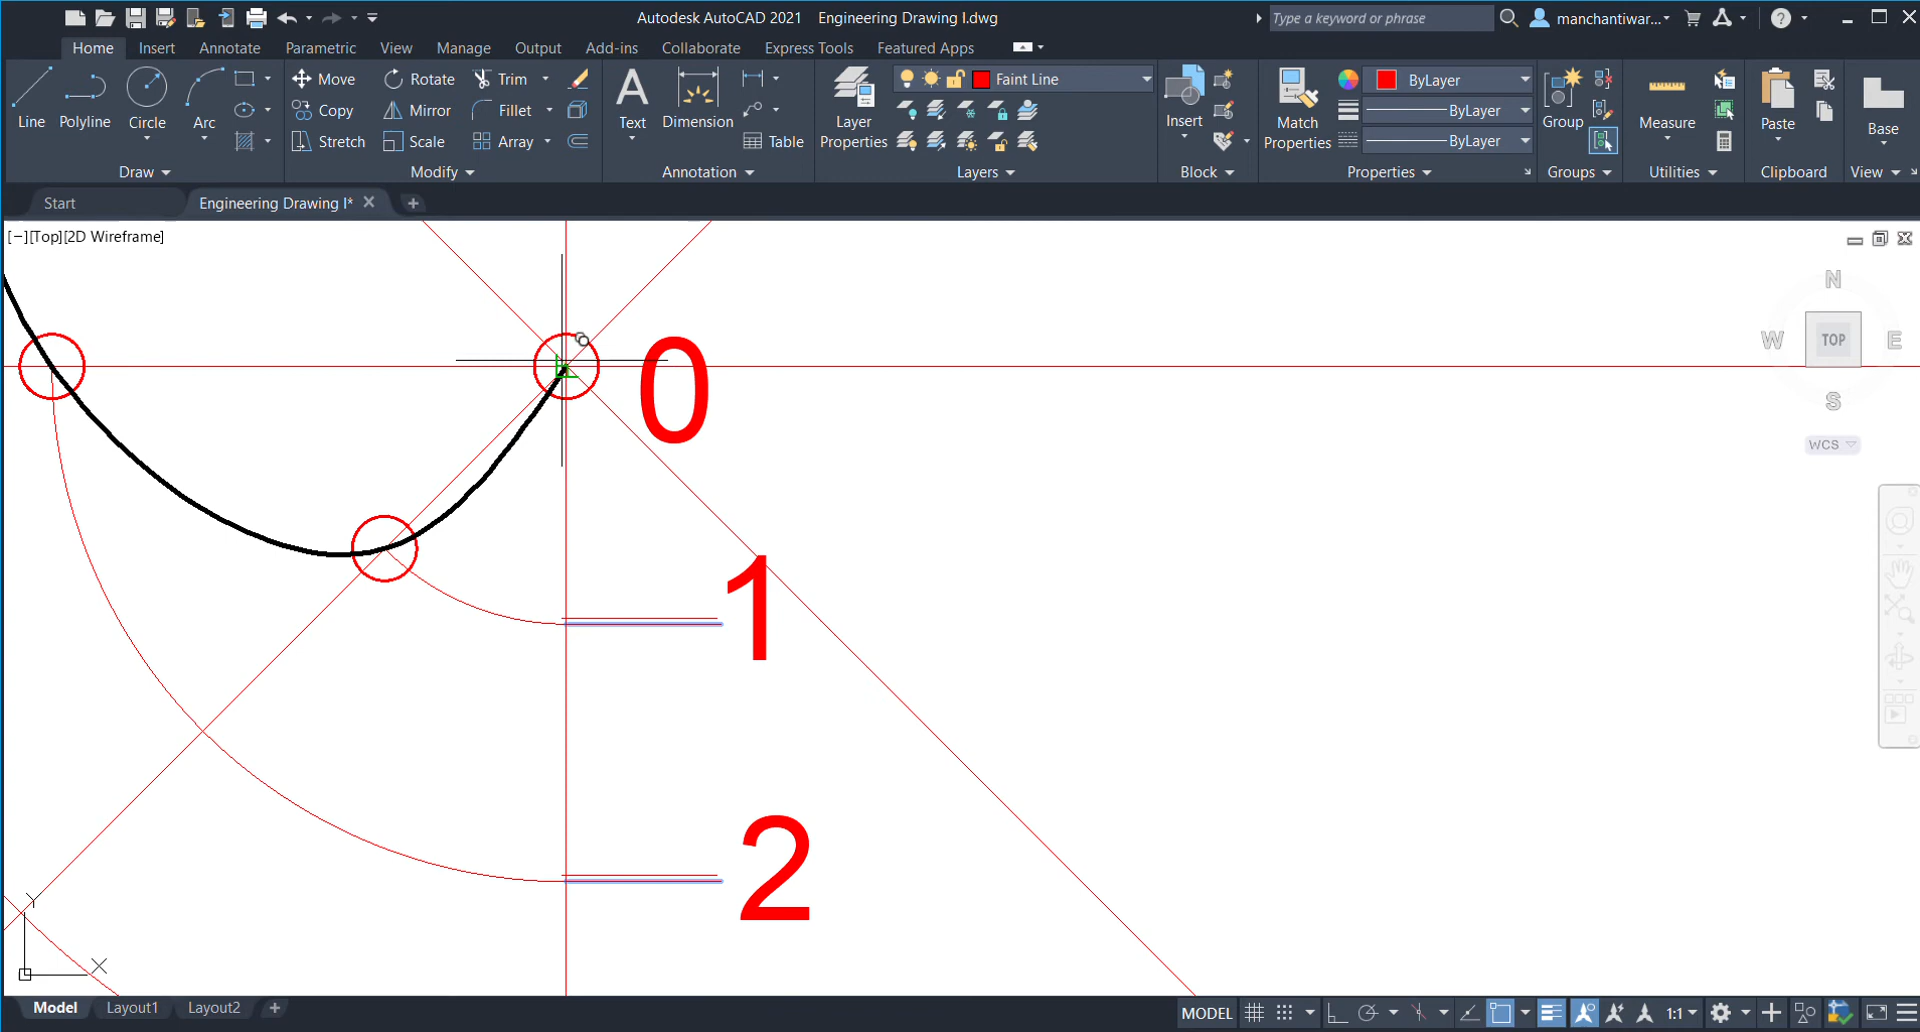 Autodesk AutoCAD 2021 Engineering Drawing I.dwg
Type a keyword or phrase
manchantiwar...
Home Insert Annotate Parametric View Manage Output Add-ins Collaborate Express Tools Featured Apps
Line Polyline Circle Arc
Move Rotate Trim
Copy Mirror Fillet
Stretch Scale Array
Text Dimension Table
Layer Properties
Faint Line
Insert
Match Properties
ByLayer
ByLayer
ByLayer
Group
Measure
Paste
Base
Draw Modify Annotation Layers Block Properties Groups Utilities Clipboard View
Start Engineering Drawing I*
[−][Top][2D Wireframe]
N
W TOP E
S
WCS
0
1
2
Y
X
Model Layout1 Layout2
MODEL 1:1